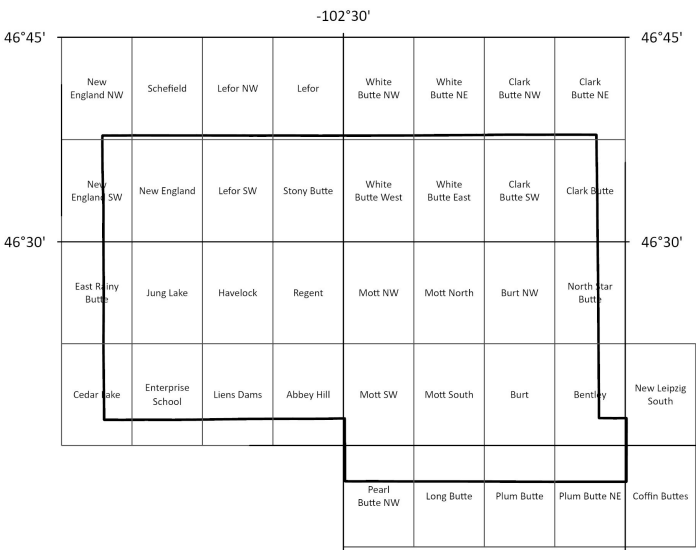 -102°30'
46°45'
46°45'
New
England NW
Schefield
Lefor NW
Lefor
White
Butte NW
White
Butte NE
Clark
Butte NW
Clark
Butte NE
New
England SW
New England
Lefor SW
Stony Butte
White
Butte West
White
Butte East
Clark
Butte SW
Clark Butte
46°30'
46°30'
East Rainy
Butte
Jung Lake
Havelock
Regent
Mott NW
Mott North
Burt NW
North Star
Butte
Cedar Lake
Enterprise
School
Liens Dams
Abbey Hill
Mott SW
Mott South
Burt
Bentley
New Leipzig
South
Pearl
Butte NW
Long Butte
Plum Butte
Plum Butte NE
Coffin Buttes